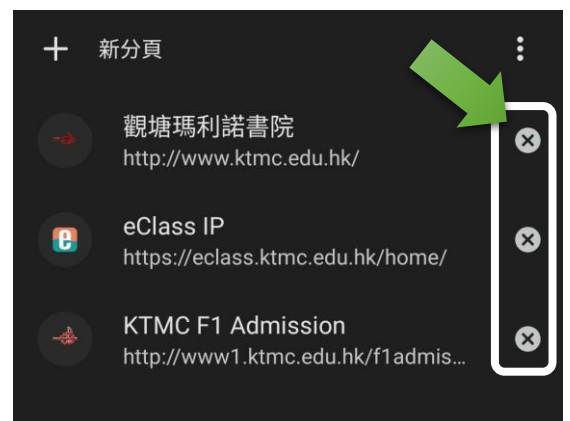 新分頁
觀塘瑪利諾書院
http://www.ktmc.edu.hk/
eClass IP
https://eclass.ktmc.edu.hk/home/
KTMC F1 Admission
http://www1.ktmc.edu.hk/f1admis...